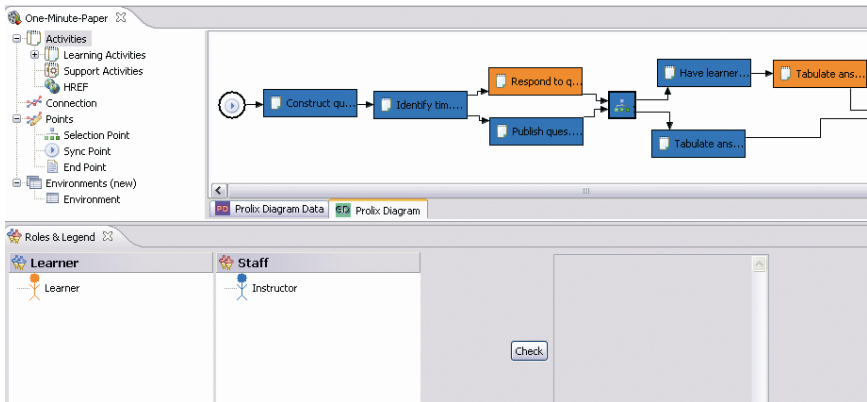 One-Minute-Paper
Activities
Learning Activities
Support Activities
HREF
Connection
Points
Selection Point
Sync Point
End Point
Environments (new)
Environment
Construct qu...
Identify tim....
Respond to q...
Publish ques....
Have learner...
Tabulate ans...
Tabulate ans...
PD Prolix Diagram Data
GD Prolix Diagram
Roles & Legend
Learner
Learner
Staff
Instructor
Check